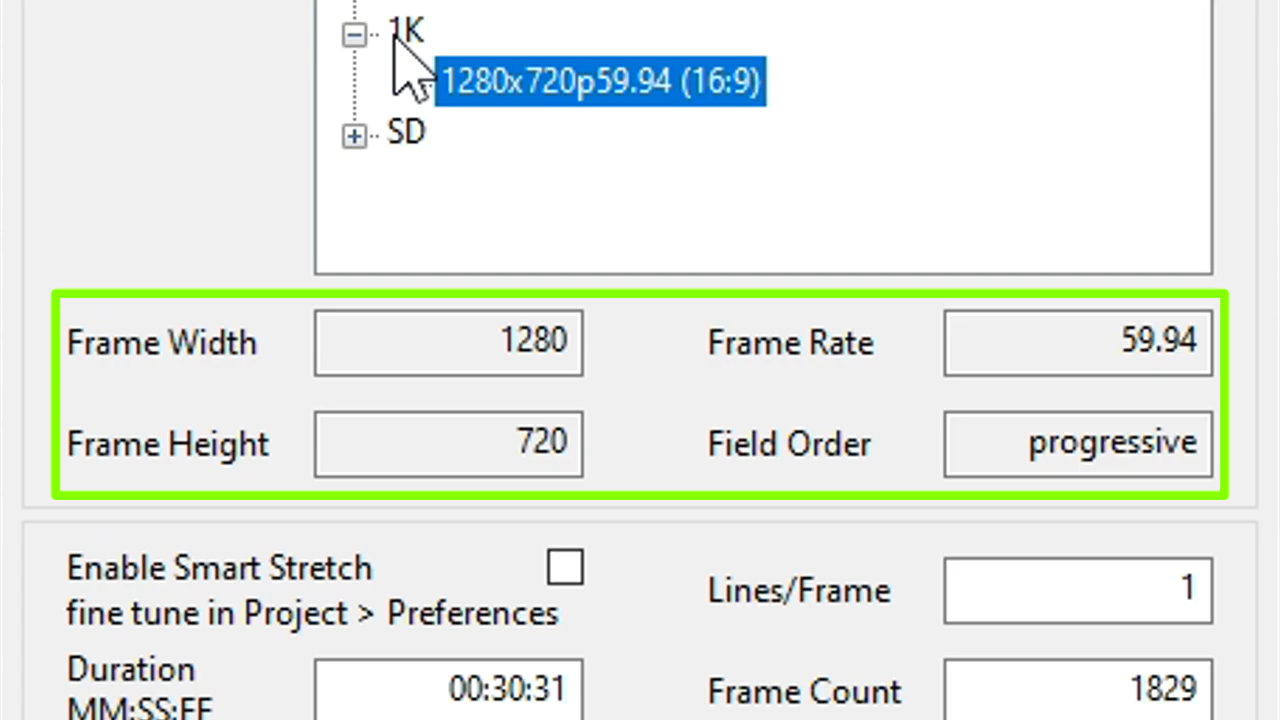 1K
1280x720p59.94 (16:9)
SD
Frame Width 1280 Frame Rate 59.94
Frame Height 720 Field Order progressive
Enable Smart Stretch
fine tune in Project > Preferences
Lines/Frame 1
Duration
MM:SS:FF
00:30:31
Frame Count 1829